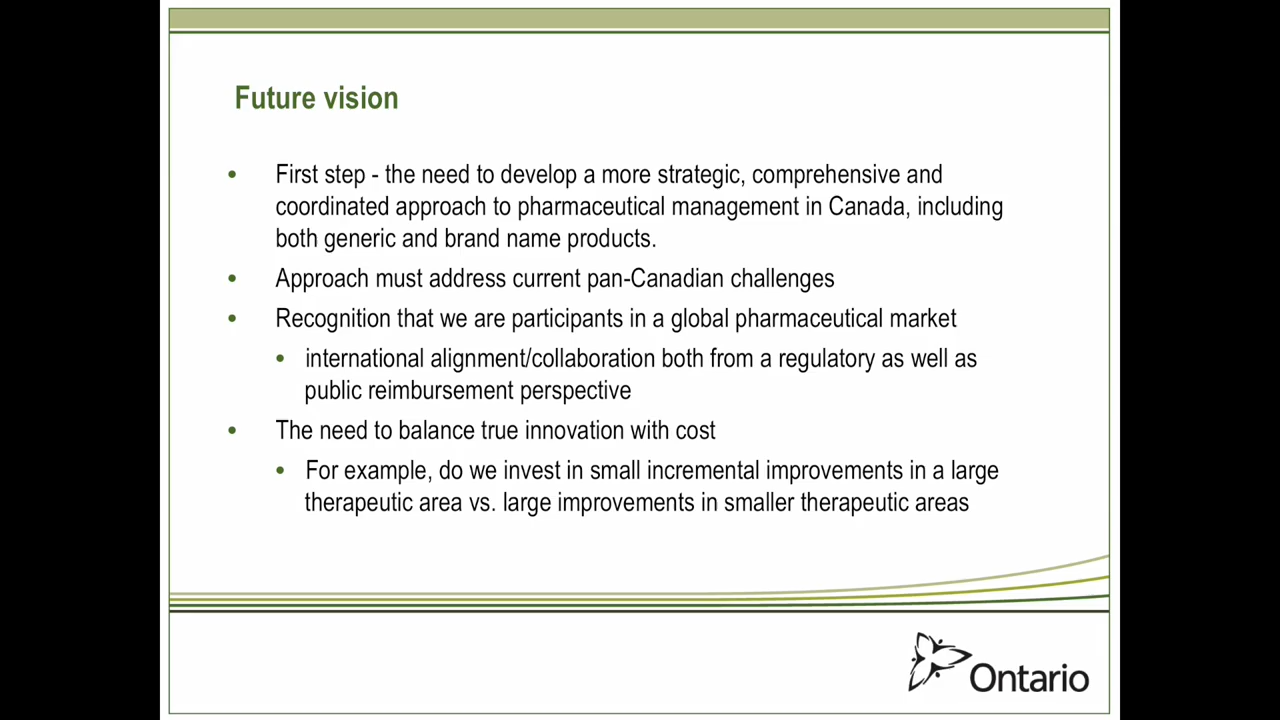 Future vision
• First step - the need to develop a more strategic, comprehensive and
coordinated approach to pharmaceutical management in Canada, including
both generic and brand name products.
• Approach must address current pan-Canadian challenges
• Recognition that we are participants in a global pharmaceutical market
• international alignment/collaboration both from a regulatory as well as
public reimbursement perspective
• The need to balance true innovation with cost
• For example, do we invest in small incremental improvements in a large
therapeutic area vs. large improvements in smaller therapeutic areas
Ontario